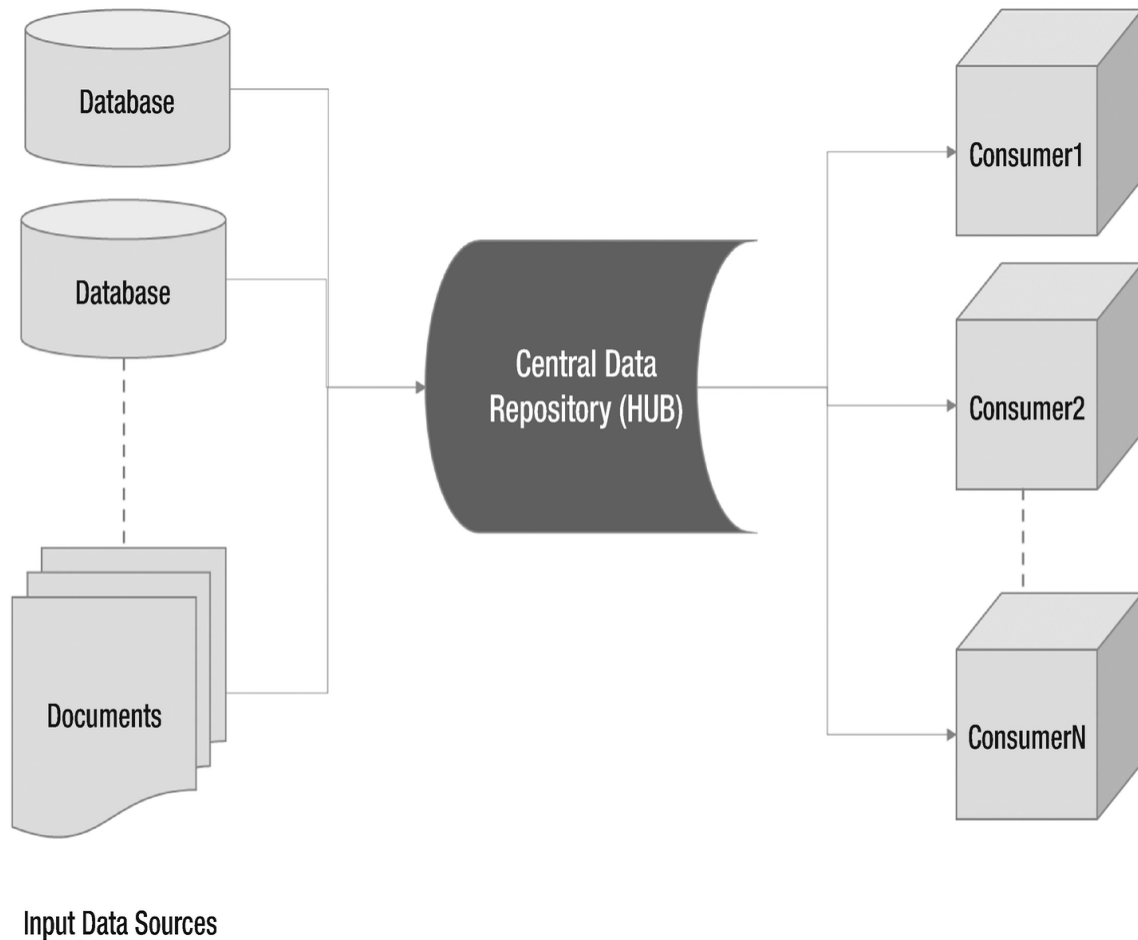 Database
Database
Documents
Input Data Sources
Central Data
Repository (HUB)
Consumer1
Consumer2
ConsumerN